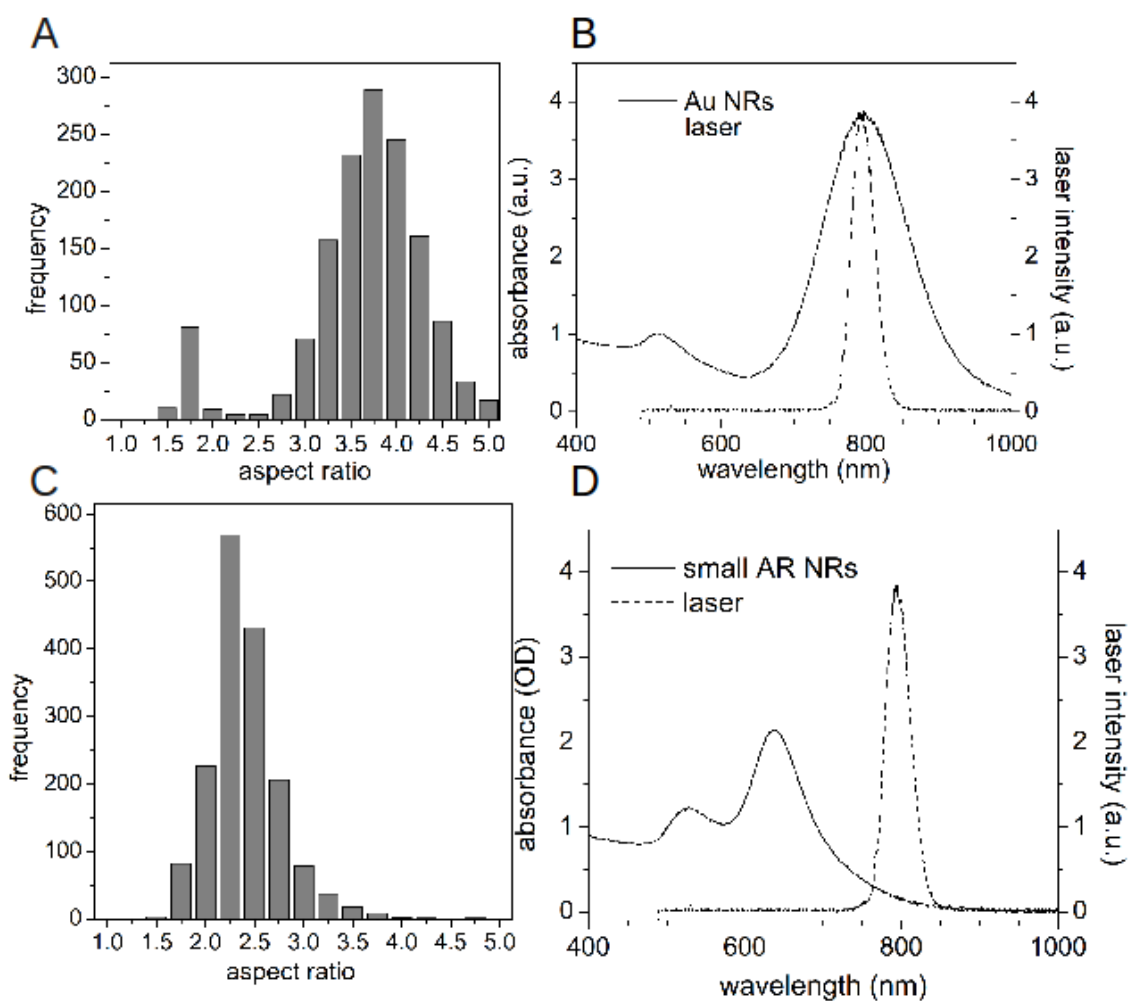 A
frequency
300
250
200
150
100
50
0
1.0 1.5 2.0 2.5 3.0 3.5 4.0 4.5 5.0
aspect ratio
B
absorbance (a.u.)
4
3
2
1
0
Au NRs
laser
4
3
2
1
0
laser intensity (a.u.)
400 600 800 1000
wavelength (nm)
C
frequency
600
500
400
300
200
100
0
1.0 1.5 2.0 2.5 3.0 3.5 4.0 4.5 5.0
aspect ratio
D
absorbance (OD)
4
3
2
1
0
small AR NRs
laser
4
3
2
1
0
laser intensity (a.u.)
400 600 800 1000
wavelength (nm)